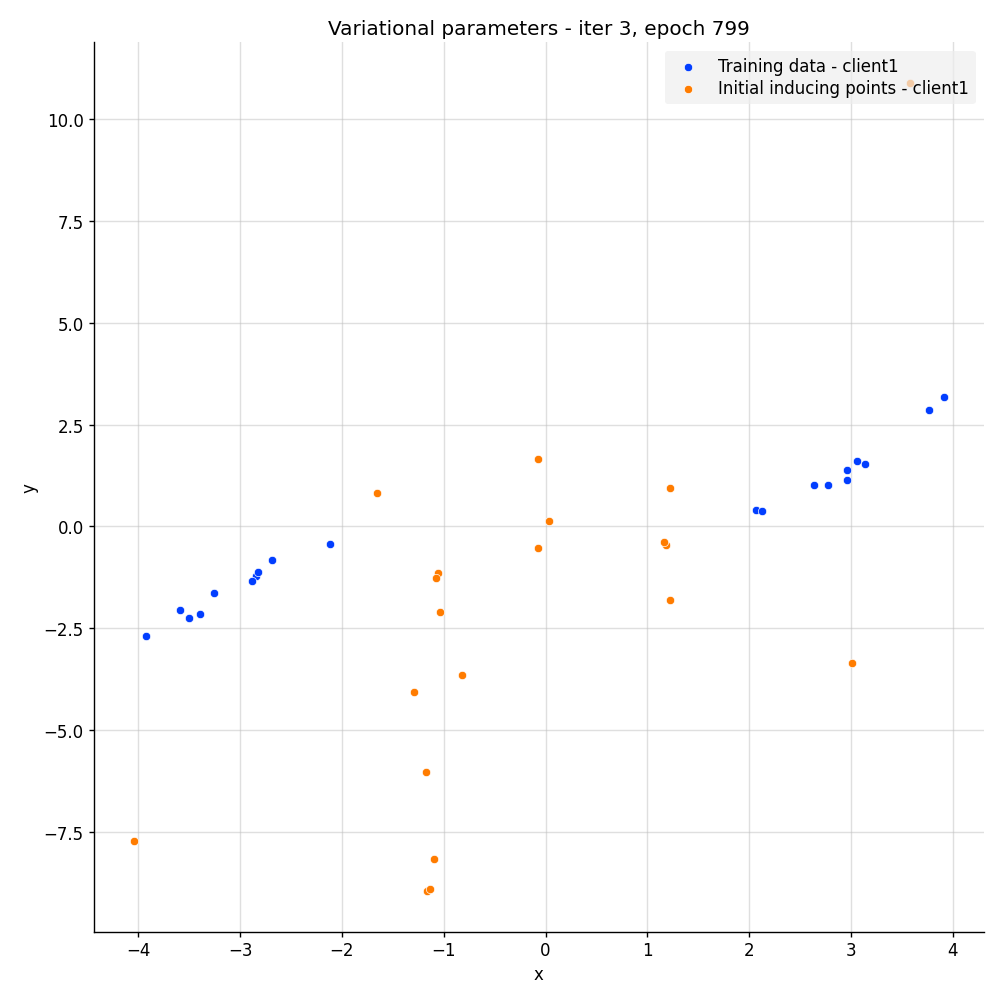 Variational parameters - iter 3, epoch 799
Training data - client1
Initial inducing points - client1
10.0
7.5
5.0
2.5
0.0
−2.5
−5.0
−7.5
y
−4 −3 −2 −1 0 1 2 3 4
x